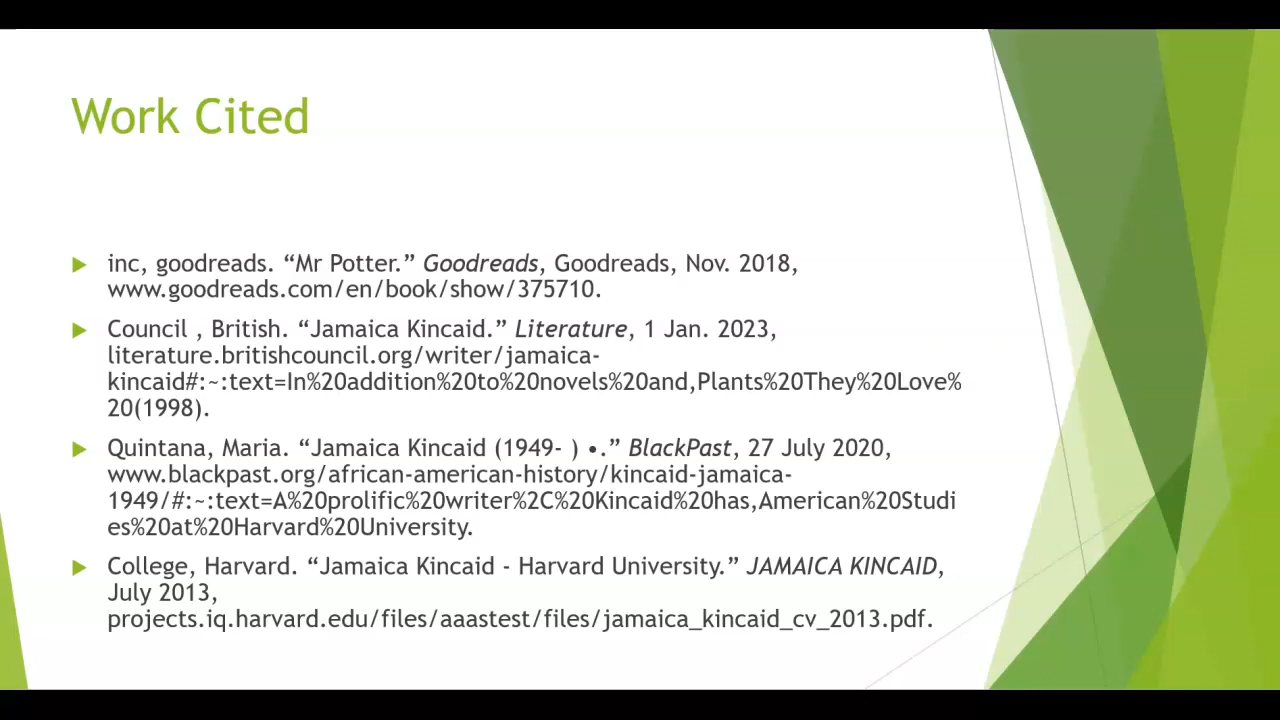 Work Cited
inc, goodreads. “Mr Potter.” Goodreads, Goodreads, Nov. 2018,
www.goodreads.com/en/book/show/375710.
Council , British. “Jamaica Kincaid.” Literature, 1 Jan. 2023,
literature.britishcouncil.org/writer/jamaica-
kincaid#:~:text=In%20addition%20to%20novels%20and,Plants%20They%20Love%
20(1998).
Quintana, Maria. “Jamaica Kincaid (1949- ) •.” BlackPast, 27 July 2020,
www.blackpast.org/african-american-history/kincaid-jamaica-
1949/#:~:text=A%20prolific%20writer%2C%20Kincaid%20has,American%20Studi
es%20at%20Harvard%20University.
College, Harvard. “Jamaica Kincaid - Harvard University.” JAMAICA KINCAID,
July 2013,
projects.iq.harvard.edu/files/aaastest/files/jamaica_kincaid_cv_2013.pdf.